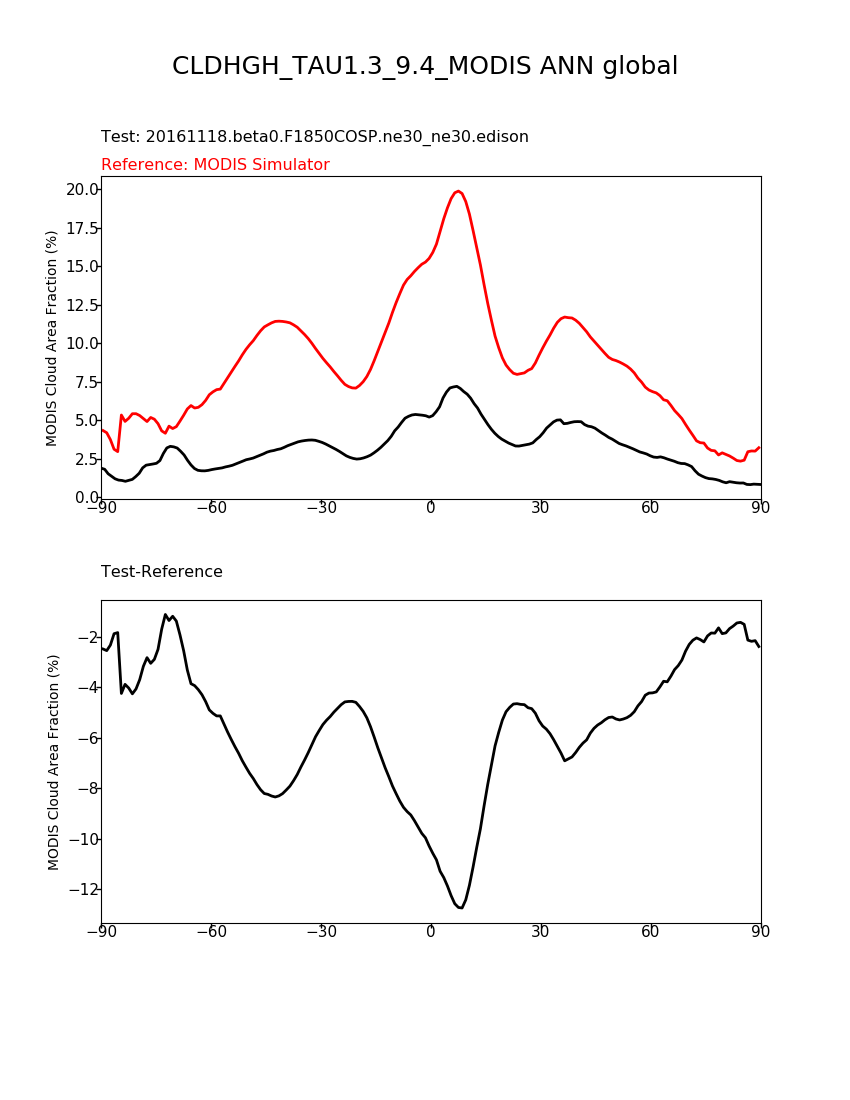 CLDHGH_TAU1.3_9.4_MODIS ANN global
Test: 20161118.beta0.F1850COSP.ne30_ne30.edison
Reference: MODIS Simulator
MODIS Cloud Area Fraction (%)
20.0
17.5
15.0
12.5
10.0
7.5
5.0
2.5
0.0
−90 −60 −30 0 30 60 90
Test-Reference
MODIS Cloud Area Fraction (%)
−2
−4
−6
−8
−10
−12
−90 −60 −30 0 30 60 90